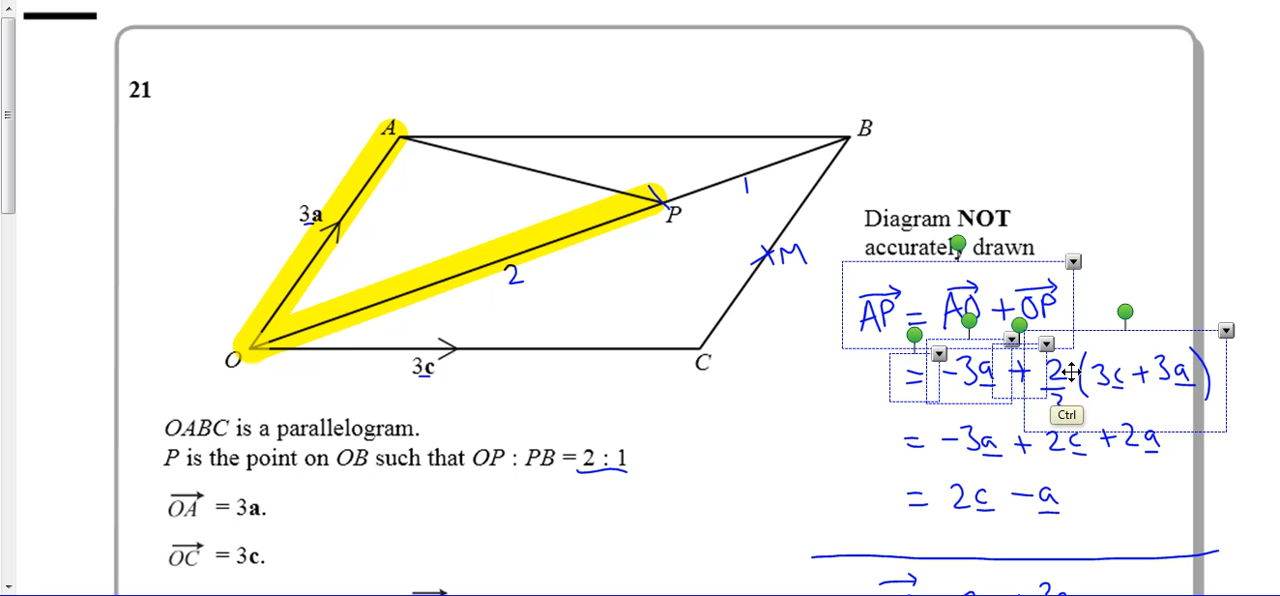 21
A
B
3a
P
1
2
M
O
3c
C
Diagram NOT
accurately drawn
AP = AO + OP
= -3a + 2/3 (3c + 3a)
Ctrl
= -3a + 2c + 2a
= 2c - a
OABC is a parallelogram.
P is the point on OB such that OP : PB = 2 : 1
OA = 3a.
OC = 3c.